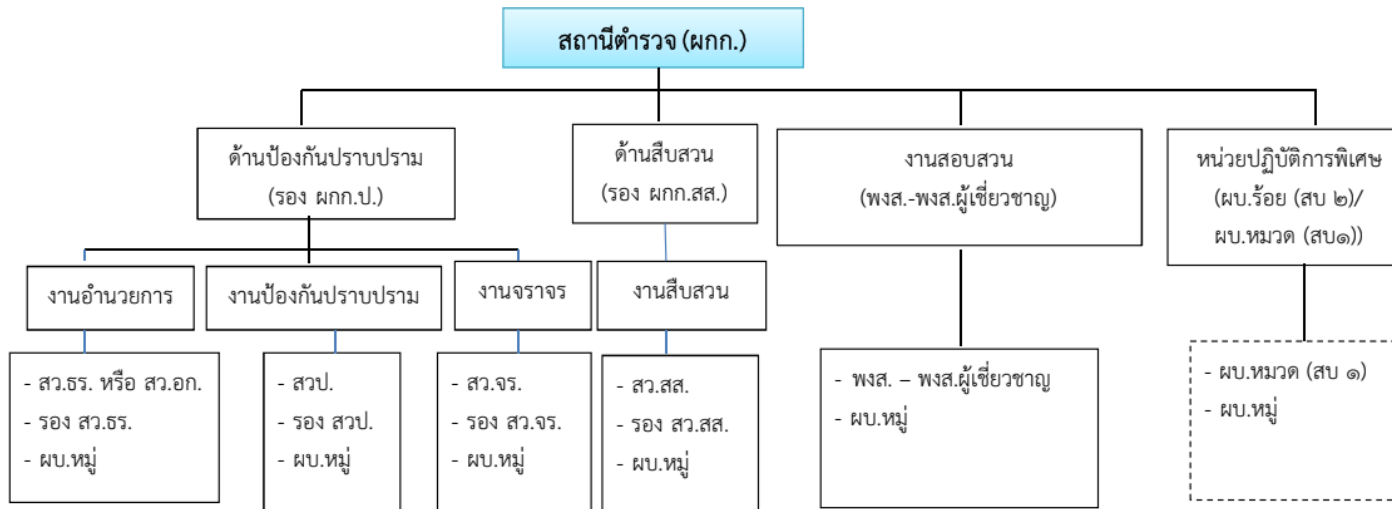 สถานีตำรวจ (ผกก.)
ด้านป้องกันปราบปราม
(รอง ผกก.ป.)
ด้านสืบสวน
(รอง ผกก.สส.)
งานสอบสวน
(พงส.-พงส.ผู้เชี่ยวชาญ)
หน่วยปฏิบัติการพิเศษ
(ผบ.ร้อย (สบ ๒)/
ผบ.หมวด (สบ๑))
งานอำนวยการ
งานป้องกันปราบปราม
งานจราจร
งานสืบสวน
- สว.ธร. หรือ สว.อก.
- รอง สว.ธร.
- ผบ.หมู่
- สวป.
- รอง สวป.
- ผบ.หมู่
- สว.จร.
- รอง สว.จร.
- ผบ.หมู่
- สว.สส.
- รอง สว.สส.
- ผบ.หมู่
- พงส. – พงส.ผู้เชี่ยวชาญ
- ผบ.หมู่
- ผบ.หมวด (สบ ๑)
- ผบ.หมู่